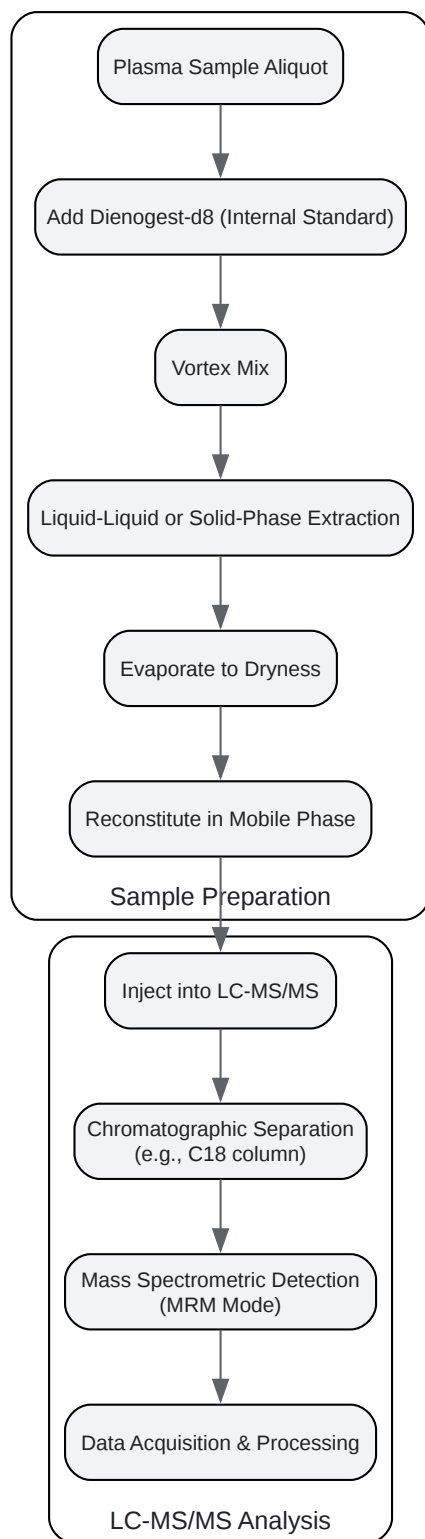 Plasma Sample Aliquot
Add Dienogest-d8 (Internal Standard)
Vortex Mix
Liquid-Liquid or Solid-Phase Extraction
Evaporate to Dryness
Reconstitute in Mobile Phase
Sample Preparation
Inject into LC-MS/MS
Chromatographic Separation
(e.g., C18 column)
Mass Spectrometric Detection
(MRM Mode)
Data Acquisition & Processing
LC-MS/MS Analysis